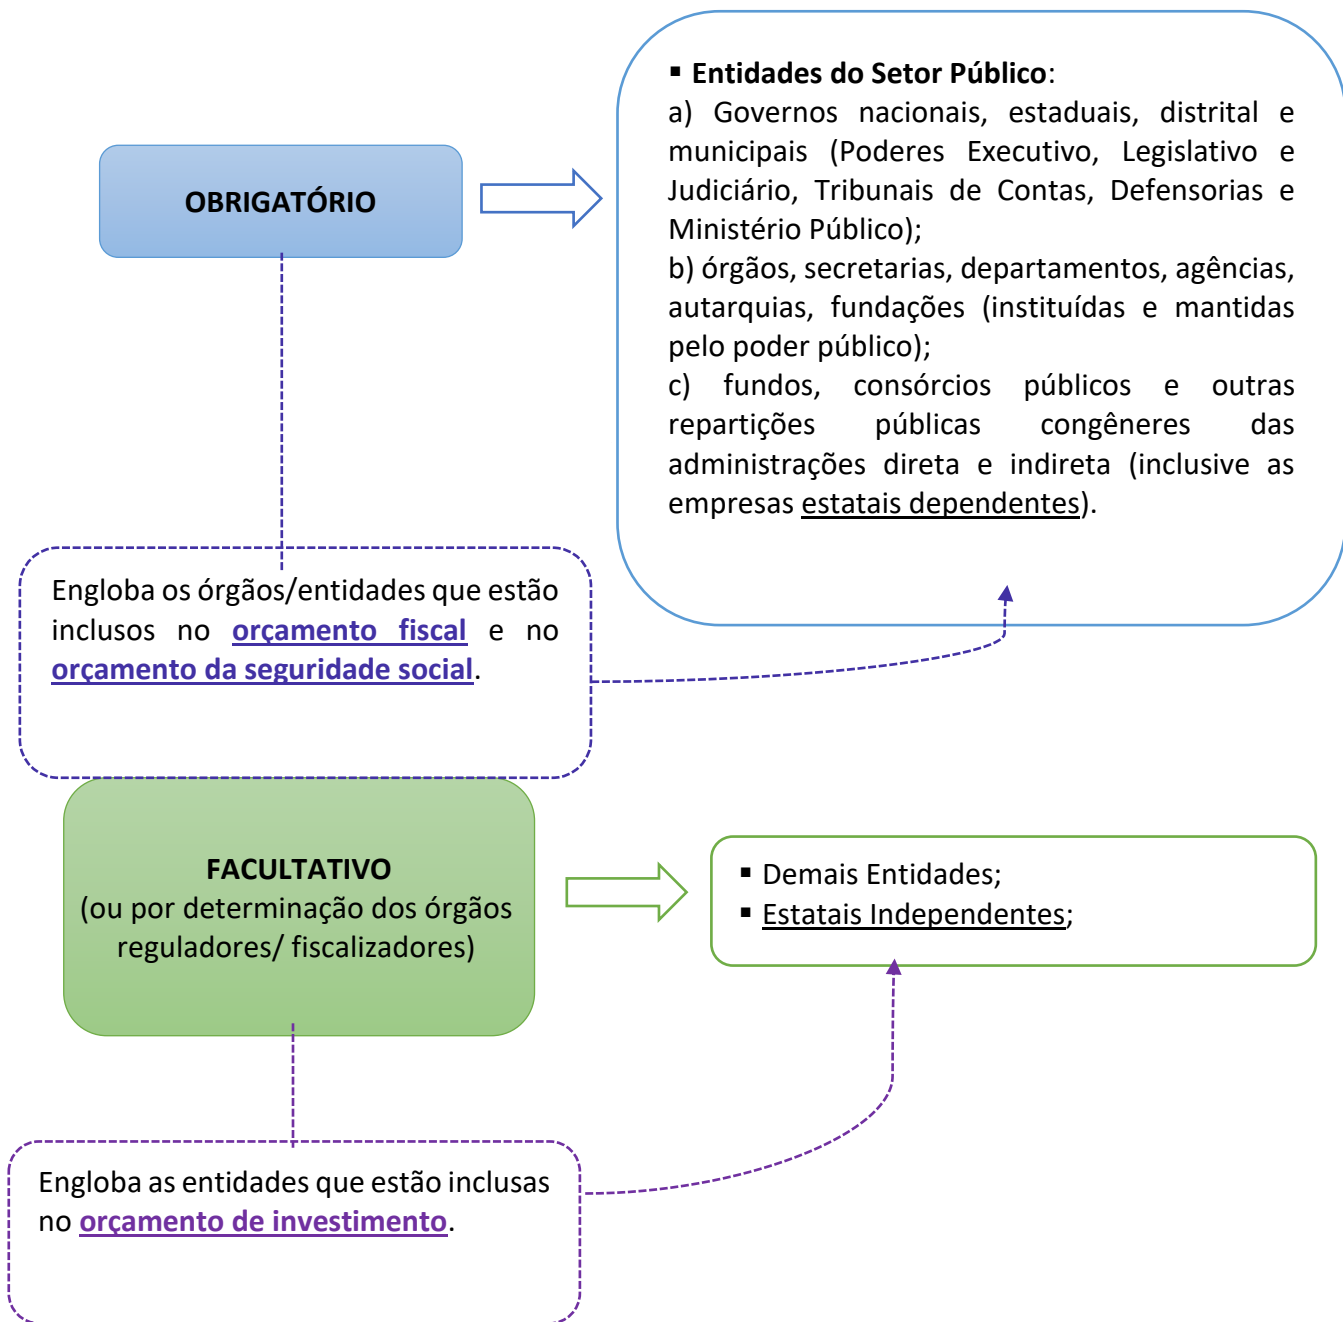 OBRIGATÓRIO
▪ Entidades do Setor Público:
a) Governos nacionais, estaduais, distrital e
municipais (Poderes Executivo, Legislativo e
Judiciário, Tribunais de Contas, Defensorias e
Ministério Público);
b) órgãos, secretarias, departamentos, agências,
autarquias, fundações (instituídas e mantidas
pelo poder público);
c) fundos, consórcios públicos e outras
repartições públicas congêneres das
administrações direta e indireta (inclusive as
empresas estatais dependentes).
Engloba os órgãos/entidades que estão
inclusos no orçamento fiscal e no
orçamento da seguridade social.
FACULTATIVO
(ou por determinação dos órgãos
reguladores/ fiscalizadores)
▪ Demais Entidades;
▪ Estatais Independentes;
Engloba as entidades que estão inclusas
no orçamento de investimento.